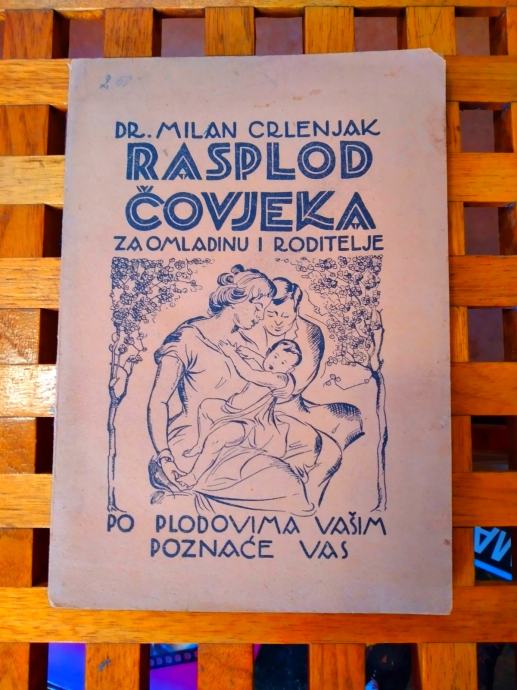 DR. MILAN CRLENJAK
RASPLOD
ČOVJEKA
ZA OMLADINU I RODITELJE
PO PLODOVIMA VAŠIM
POZNAĆE VAS